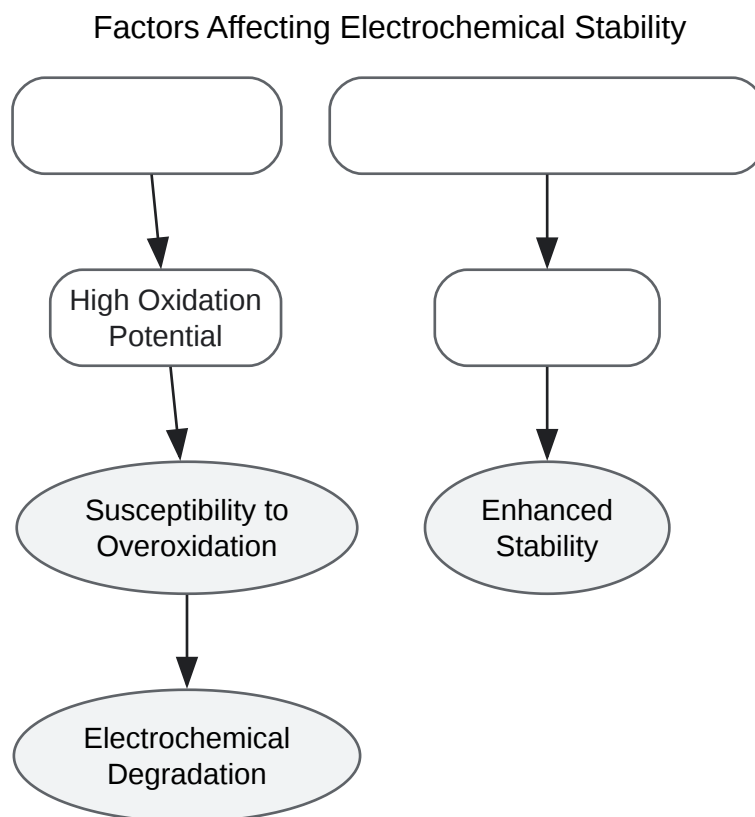 Factors Affecting Electrochemical Stability
High Oxidation
Potential
Susceptibility to
Overoxidation
Enhanced
Stability
Electrochemical
Degradation